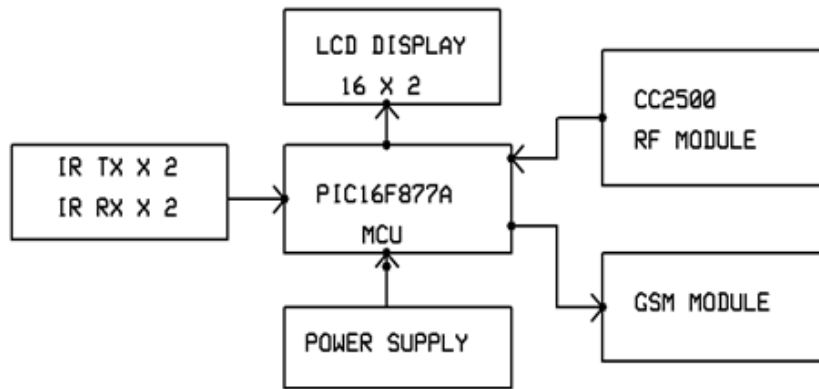 LCD DISPLAY
16 X 2
CC2500
RF MODULE
IR TX X 2
IR RX X 2
PIC16F877A
MCU
GSM MODULE
POWER SUPPLY